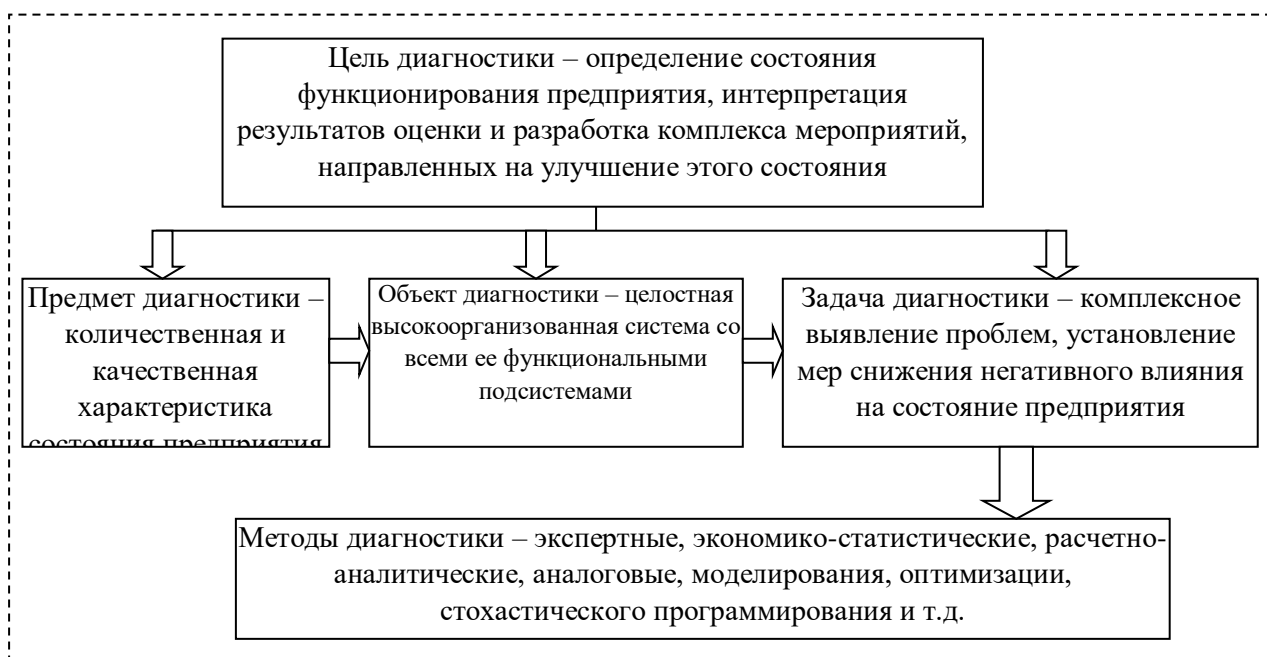 Цель диагностики – определение состояния
функционирования предприятия, интерпретация
результатов оценки и разработка комплекса мероприятий,
направленных на улучшение этого состояния
Предмет диагностики –
количественная и
качественная
характеристика
состояния предприятия
Объект диагностики – целостная
высокоорганизованная система со
всеми ее функциональными
подсистемами
Задача диагностики – комплексное
выявление проблем, установление
мер снижения негативного влияния
на состояние предприятия
Методы диагностики – экспертные, экономико-статистические, расчетно-
аналитические, аналоговые, моделирования, оптимизации,
стохастического программирования и т.д.